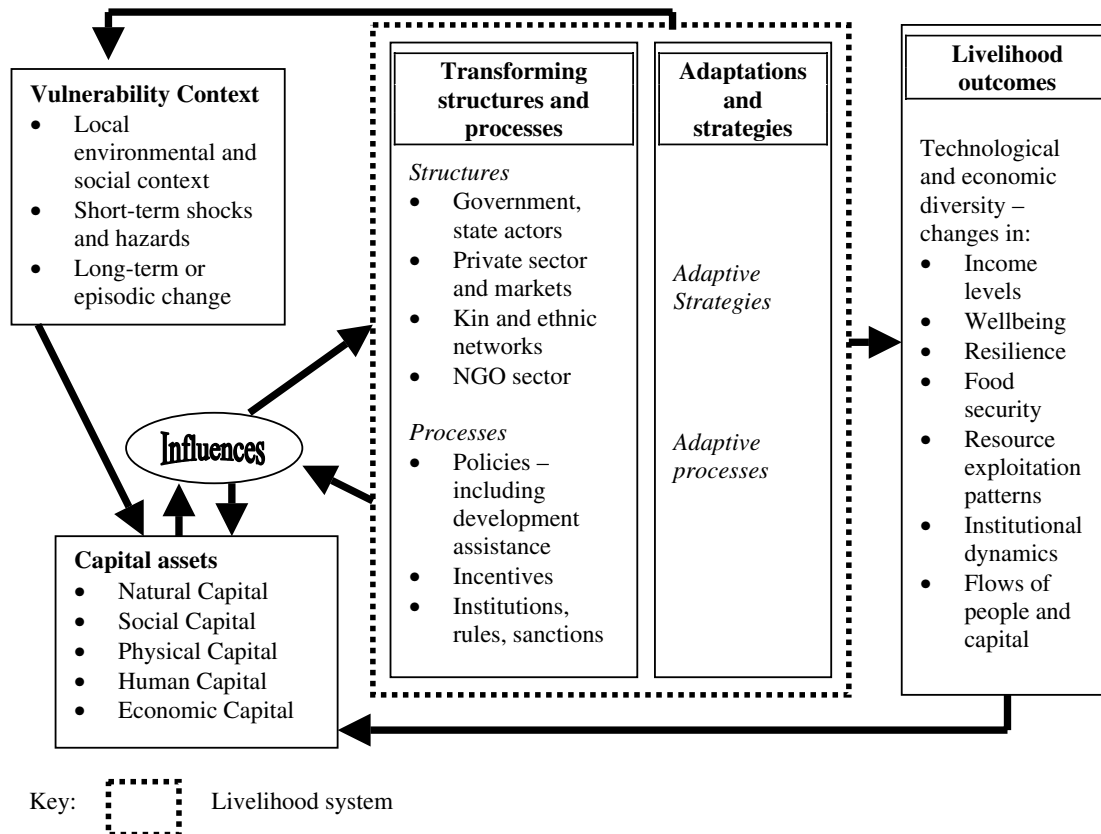 Vulnerability Context
• Local
environmental and
social context
• Short-term shocks
and hazards
• Long-term or
episodic change
Influences
Capital assets
• Natural Capital
• Social Capital
• Physical Capital
• Human Capital
• Economic Capital
Transforming
structures and
processes
Structures
• Government,
state actors
• Private sector
and markets
• Kin and ethnic
networks
• NGO sector
Processes
• Policies –
including
development
assistance
• Incentives
• Institutions,
rules, sanctions
Adaptations
and
strategies
Adaptive
Strategies
Adaptive
processes
Livelihood
outcomes
Technological
and economic
diversity –
changes in:
• Income
levels
• Wellbeing
• Resilience
• Food
security
• Resource
exploitation
patterns
• Institutional
dynamics
• Flows of
people and
capital
Key:
Livelihood system